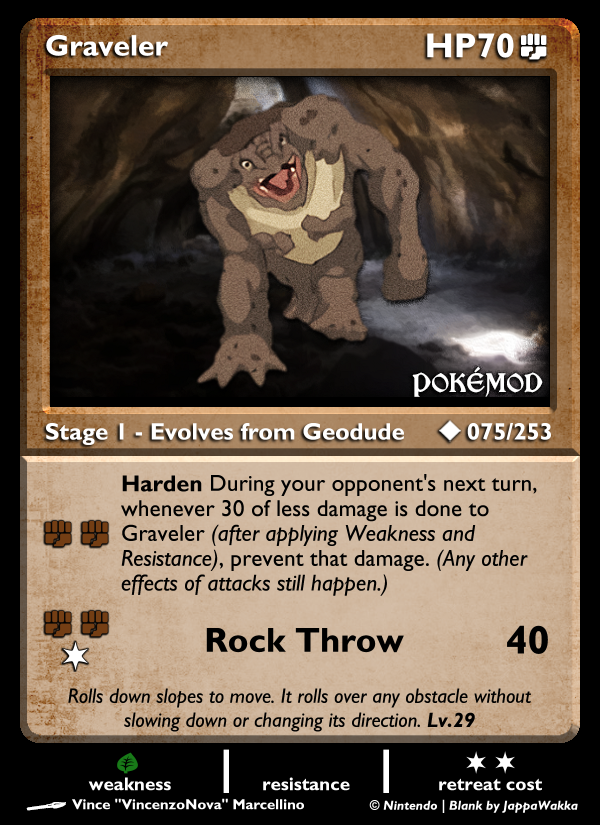 Graveler HP70
POKÉMOD
Stage 1 - Evolves from Geodude 075/253
Harden During your opponent's next turn,
whenever 30 of less damage is done to
Graveler (after applying Weakness and
Resistance), prevent that damage. (Any other
effects of attacks still happen.)
Rock Throw 40
Rolls down slopes to move. It rolls over any obstacle without
slowing down or changing its direction. Lv.29
weakness resistance retreat cost
Vince "VincenzoNova" Marcellino © Nintendo | Blank by JappaWakka